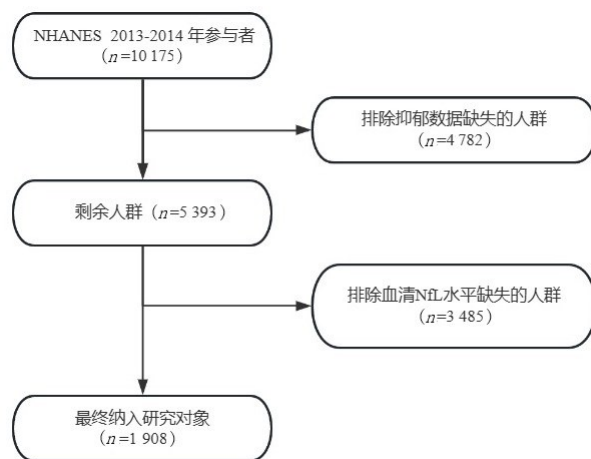 NHANES 2013-2014 年参与者
（n=10 175）
排除抑郁数据缺失的人群
（n=4 782）
剩余人群（n=5 393）
排除血清NfL水平缺失的人群
（n=3 485）
最终纳入研究对象
（n=1 908）